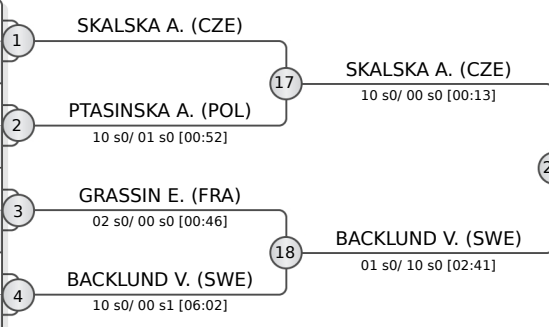 SKALSKA A. (CZE)
1
17
SKALSKA A. (CZE)
10 s0/ 00 s0 [00:13]
PTASINSKA A. (POL)
2
10 s0/ 01 s0 [00:52]
GRASSIN E. (FRA)
3
02 s0/ 00 s0 [00:46]
18
BACKLUND V. (SWE)
01 s0/ 10 s0 [02:41]
BACKLUND V. (SWE)
4
10 s0/ 00 s1 [06:02]